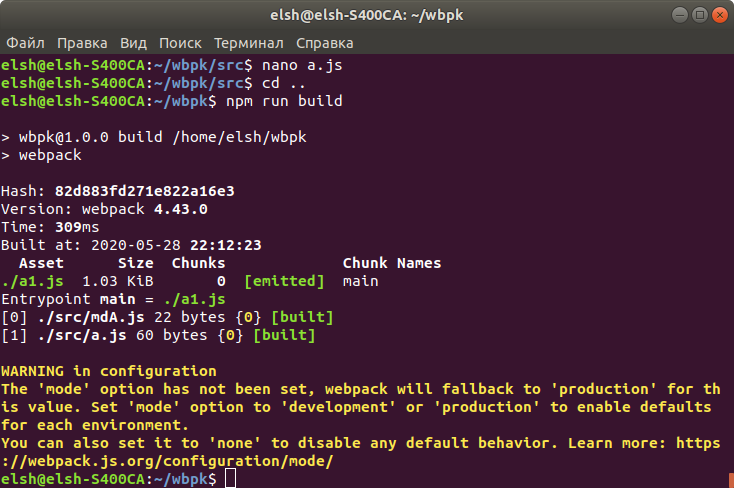 elsh@elsh-S400CA: ~/wbpk
Файл Правка Вид Поиск Терминал Справка
elsh@elsh-S400CA:~/wbpk/src$ nano a.js
elsh@elsh-S400CA:~/wbpk/src$ cd ..
elsh@elsh-S400CA:~/wbpk$ npm run build
> wbpk@1.0.0 build /home/elsh/wbpk
> webpack
Hash: 82d883fd271e822a16e3
Version: webpack 4.43.0
Time: 309ms
Built at: 2020-05-28 22:12:23
Asset Size Chunks Chunk Names
./a1.js 1.03 KiB 0 [emitted] main
Entrypoint main = ./a1.js
[0] ./src/mdA.js 22 bytes {0} [built]
[1] ./src/a.js 60 bytes {0} [built]
WARNING in configuration
The 'mode' option has not been set, webpack will fallback to 'production' for th
is value. Set 'mode' option to 'development' or 'production' to enable defaults
for each environment.
You can also set it to 'none' to disable any default behavior. Learn more: https
://webpack.js.org/configuration/mode/
elsh@elsh-S400CA:~/wbpk$